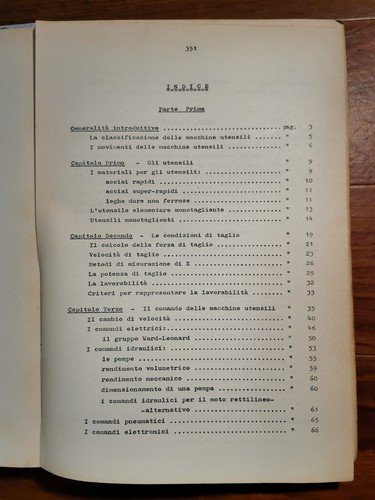 351
I N D I C E
Parte Prima
Generalità introduttive .............................. pag. 3
La classificazione delle macchine utensili ........ " 5
I movimenti delle macchine utensili ............... " 6
Capitolo Primo - Gli utensili " 9
I materiali per gli utensili: ..................... " 9
acciai rapidi ................................. " 10
acciai super-rapidi ........................... " 11
leghe dure non ferrose ........................ " 11
L'utensile elementare monotagliente ............... " 13
Utensili monotaglienti ............................ " 14
Capitolo Secondo - Le condizioni di taglio " 19
Il calcolo della forza di taglio .................. " 21
Velocità di taglio ................................ " 23
Metodi di misurazione di X ........................ " 26
La potenza di taglio .............................. " 29
La lavorabilità ................................... " 32
Criteri per rappresentare la lavorabilità ......... " 33
Capitolo Terzo - Il comando delle macchine utensili " 35
Il cambio di velocità ............................. " 40
I comandi elettrici: .............................. " 46
il gruppo Ward-Leonard ........................ " 50
I comandi idraulici: .............................. " 53
le pompe ...................................... " 55
rendimento volumetrico ........................ " 59
rendimento meccanico .......................... " 60
dimensionamento di una pompa .................. " 60
i comandi idraulici per il moto rettilineo-
-alternativo .............................. " 61
I comandi pneumatici .............................. " 65
I comandi elettronici ............................. " 66